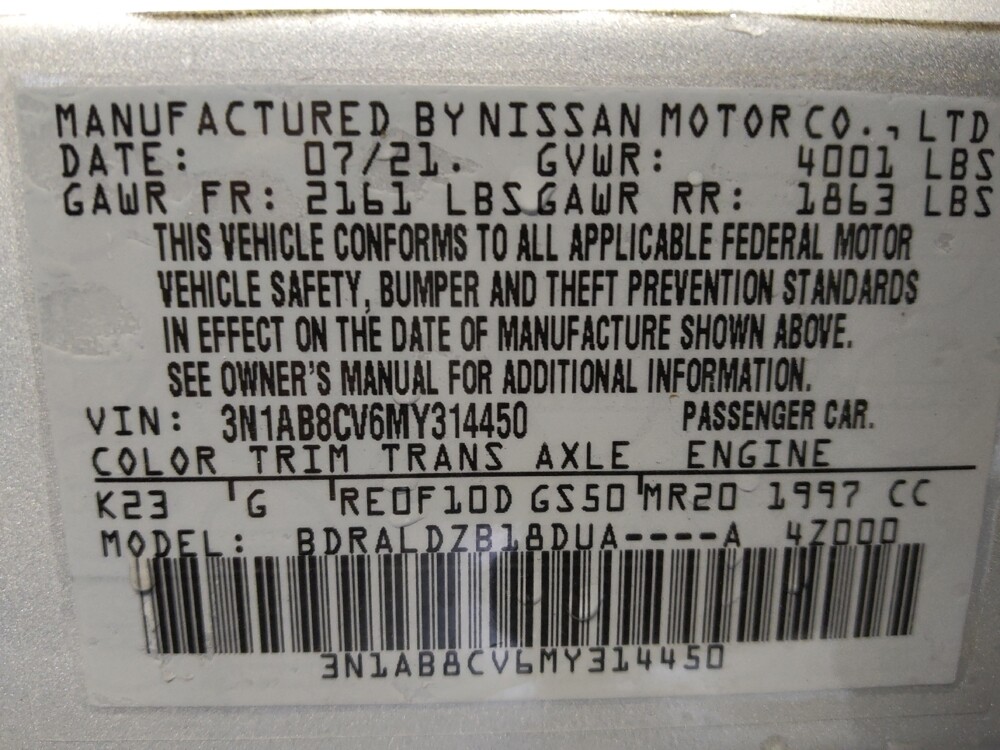 MANUFACTURED BY NISSAN MOTOR CO., LTD
DATE: 07/21. GVWR: 4001 LBS
GAWR FR: 2161 LBS GAWR RR: 1863 LBS
THIS VEHICLE CONFORMS TO ALL APPLICABLE FEDERAL MOTOR
VEHICLE SAFETY, BUMPER AND THEFT PREVENTION STANDARDS
IN EFFECT ON THE DATE OF MANUFACTURE SHOWN ABOVE.
SEE OWNER'S MANUAL FOR ADDITIONAL INFORMATION.
VIN: 3N1AB8CV6MY314450 PASSENGER CAR.
COLOR TRIM TRANS AXLE ENGINE
K23 G RE0F10D GS50 MR20 1997 CC
MODEL: BDRALDZB18DUA----A 4Z000
3N1AB8CV6MY314450